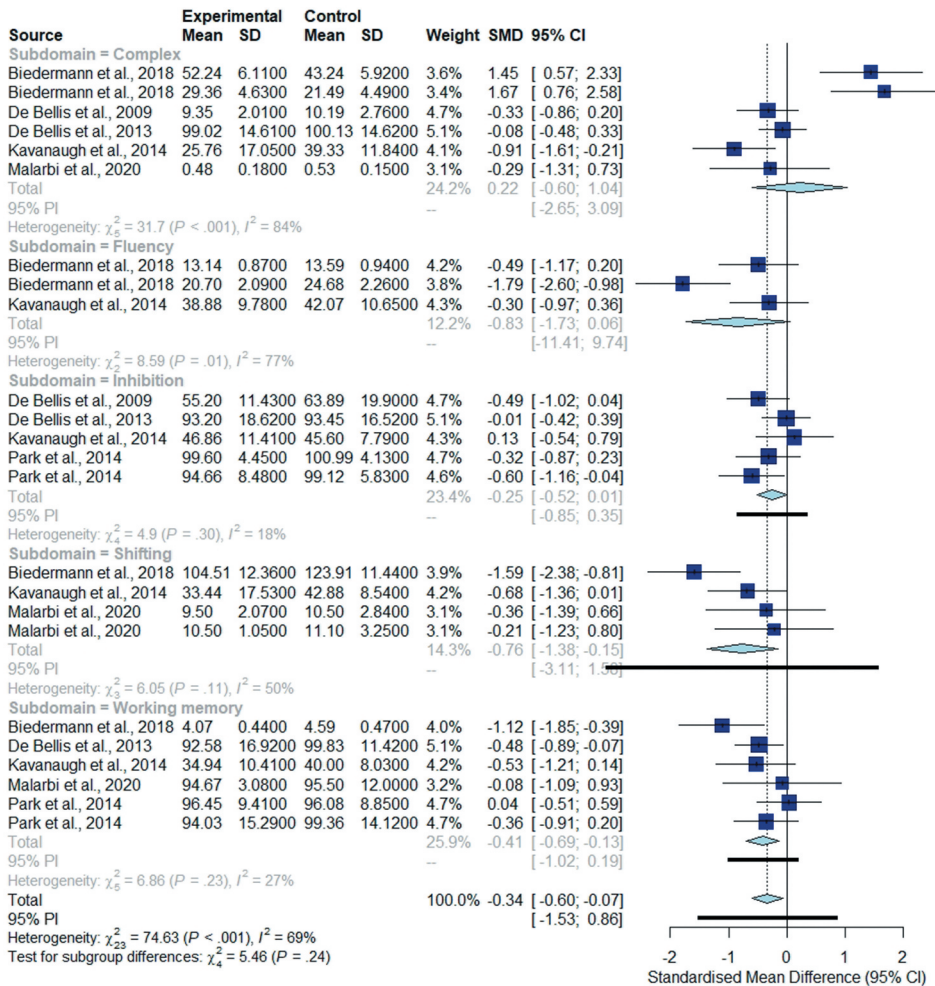 Experimental Control
Source Mean SD Mean SD Weight SMD 95% CI
Subdomain = Complex
Biedermann et al., 2018 52.24 6.1100 43.24 5.9200 3.6% 1.45 [ 0.57; 2.33]
Biedermann et al., 2018 29.36 4.6300 21.49 4.4900 3.4% 1.67 [ 0.76; 2.58]
De Bellis et al., 2009 9.35 2.0100 10.19 2.7600 4.7% -0.33 [-0.86; 0.20]
De Bellis et al., 2013 99.02 14.6100 100.13 14.6200 5.1% -0.08 [-0.48; 0.33]
Kavanaugh et al., 2014 25.76 17.0500 39.33 11.8400 4.1% -0.91 [-1.61; -0.21]
Malarbi et al., 2020 0.48 0.1800 0.53 0.1500 3.1% -0.29 [-1.31; 0.73]
Total 24.2% 0.22 [-0.60; 1.04]
95% PI -- [-2.65; 3.09]
Heterogeneity: χ²₅ = 31.7 (P < .001), I² = 84%
Subdomain = Fluency
Biedermann et al., 2018 13.14 0.8700 13.59 0.9400 4.2% -0.49 [-1.17; 0.20]
Biedermann et al., 2018 20.70 2.0900 24.68 2.2600 3.8% -1.79 [-2.60; -0.98]
Kavanaugh et al., 2014 38.88 9.7800 42.07 10.6500 4.3% -0.30 [-0.97; 0.36]
Total 12.2% -0.83 [-1.73; 0.06]
95% PI -- [-11.41; 9.74]
Heterogeneity: χ²₂ = 8.59 (P = .01), I² = 77%
Subdomain = Inhibition
De Bellis et al., 2009 55.20 11.4300 63.89 19.9000 4.7% -0.49 [-1.02; 0.04]
De Bellis et al., 2013 93.20 18.6200 93.45 16.5200 5.1% -0.01 [-0.42; 0.39]
Kavanaugh et al., 2014 46.86 11.4100 45.60 7.7900 4.3% 0.13 [-0.54; 0.79]
Park et al., 2014 99.60 4.4500 100.99 4.1300 4.7% -0.32 [-0.87; 0.23]
Park et al., 2014 94.66 8.4800 99.12 5.8300 4.6% -0.60 [-1.16; -0.04]
Total 23.4% -0.25 [-0.52; 0.01]
95% PI -- [-0.85; 0.35]
Heterogeneity: χ²₄ = 4.9 (P = .30), I² = 18%
Subdomain = Shifting
Biedermann et al., 2018 104.51 12.3600 123.91 11.4400 3.9% -1.59 [-2.38; -0.81]
Kavanaugh et al., 2014 33.44 17.5300 42.88 8.5400 4.0% -0.68 [-1.36; 0.01]
Malarbi et al., 2020 9.50 2.0700 10.50 2.8400 3.1% -0.36 [-1.39; 0.66]
Malarbi et al., 2020 10.50 1.0500 11.10 3.2500 3.1% -0.21 [-1.23; 0.80]
Total 14.3% -0.76 [-1.38; -0.15]
95% PI -- [-3.11;
Heterogeneity: χ²₃ = 6.05 (P = .11), I² = 50%
Subdomain = Working memory
Biedermann et al., 2018 4.07 0.4400 4.59 0.4700 4.0% -1.12 [-1.85; -0.39]
De Bellis et al., 2013 92.58 16.9200 99.83 11.4200 5.1% -0.48 [-0.89; -0.07]
Kavanaugh et al., 2014 34.94 10.4100 40.00 8.0300 4.2% -0.53 [-1.21; 0.14]
Malarbi et al., 2020 94.67 3.0800 95.50 12.0000 3.2% -0.08 [-1.09; 0.93]
Park et al., 2014 96.45 9.4100 96.08 8.8500 4.7% 0.04 [-0.51; 0.59]
Park et al., 2014 94.03 15.2900 99.36 14.1200 4.7% -0.36 [-0.91; 0.20]
Total 25.9% -0.41 [-0.69; -0.13]
95% PI -- [-1.02; 0.19]
Heterogeneity: χ²₅ = 6.86 (P = .23), I² = 27%
Total 100.0% -0.34 [-0.60; -0.07]
95% PI [-1.53; 0.86]
Heterogeneity: χ²₂₃ = 74.63 (P < .001), I² = 69%
Test for subgroup differences: χ²₄ = 5.46 (P = .24)
-2 -1 0 1 2
Standardised Mean Difference (95% CI)